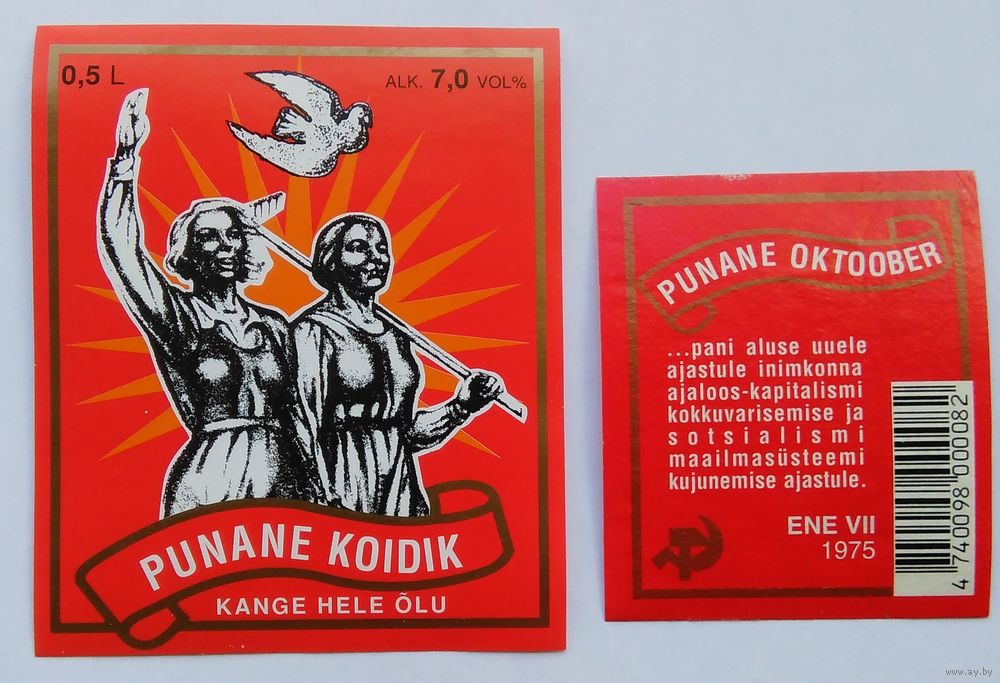 0,5 L
ALK. 7,0 VOL%
PUNANE KOIDIK
KANGE HELE ÕLU
PUNANE OKTOOBER
...pani aluse uuele
ajastule inimkonna
ajaloos-kapitalismi
kokkuvarisemise ja
sotsialismi
maailmasüsteemi
kujunemise ajastule.
ENE VII
1975
4 740098 000082
www.ay.by